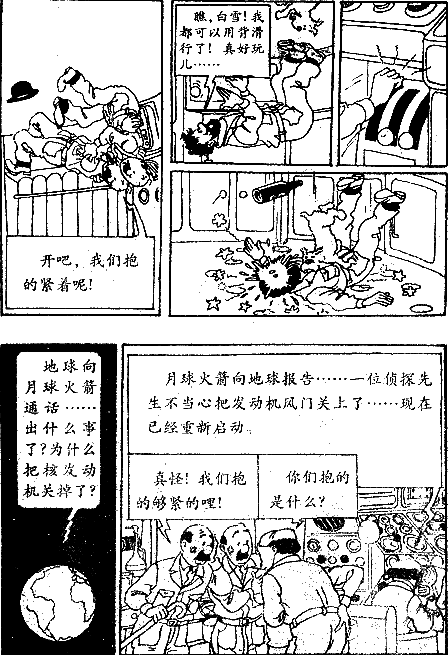 开吧，我们抱
的紧着呢！
瞧，白雪！我
都可以用背滑
行了！真好玩
儿……
地球向
月球火箭
通话……
出什么事
了？为什么
把核发动
机关掉了？
月球火箭向地球报告……一位侦探先
生不当心把发动机风门关上了……现在
已经重新启动。
真怪！我们抱
的够紧的哩！
你们抱的
是什么？